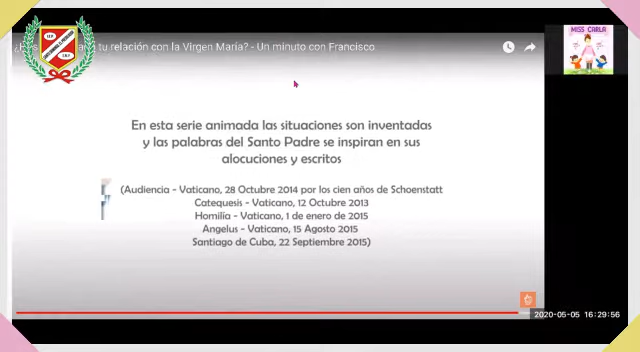 tu relación con la Virgen María? - Un minuto con Francisco.
MISS CARLA
En esta serie animada las situaciones son inventadas
y las palabras del Santo Padre se inspiran en sus
alocuciones y escritos
(Audiencia - Vaticano, 28 Octubre 2014 por los cien años de Schoenstatt
Catequesis - Vaticano, 12 Octubre 2013
Homilía - Vaticano, 1 de enero de 2015
Angelus - Vaticano, 15 Agosto 2015
Santiago de Cuba, 22 Septiembre 2015)
2020-05-05 16:29:56